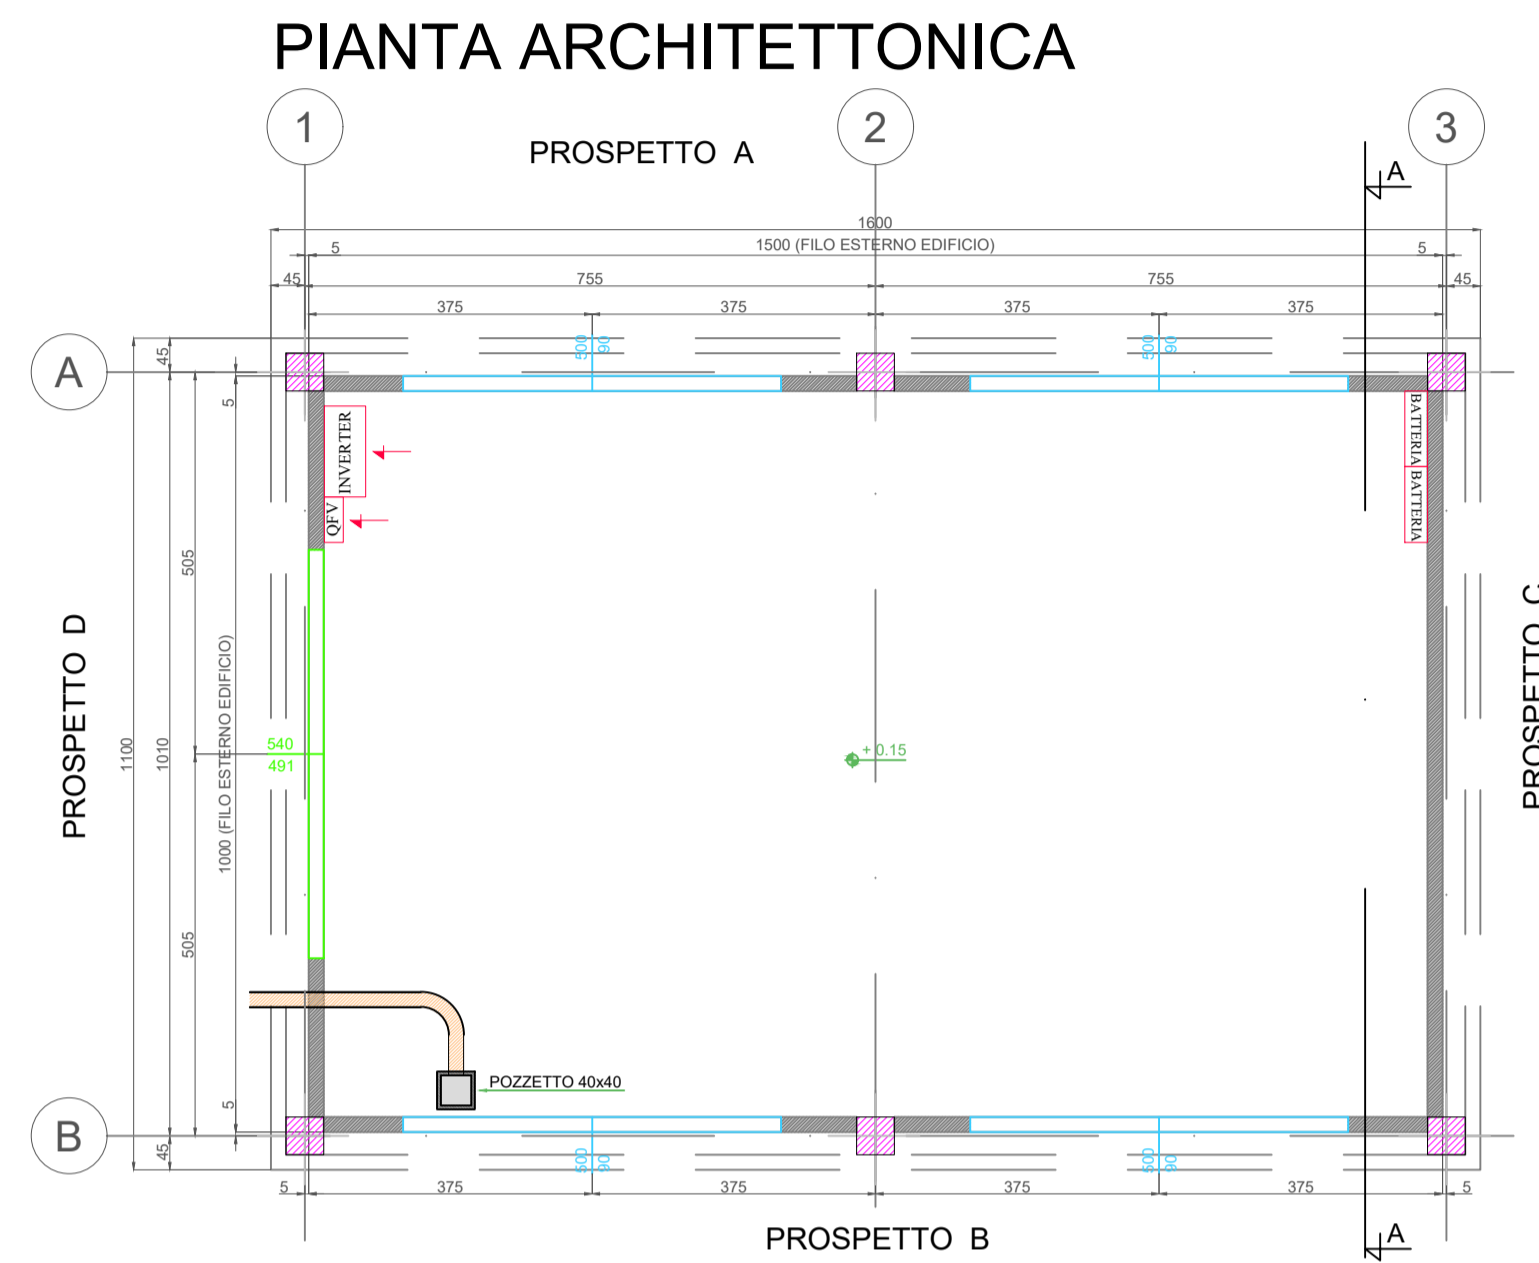 PIANTA ARCHITETTONICA
1
2
3
PROSPETTO A
A
1600
5
1500 (FILO ESTERNO EDIFICIO)
5
45
755
755
45
375
375
375
375
500
90
500
90
A
45
5
INVERTER
QFV
BATTERIA
BATTERIA
505
PROSPETTO D
1100
1010
1000 (FILO ESTERNO EDIFICIO)
540
491
+ 0.15
PROSPETTO C
505
POZZETTO 40x40
5
B
45
500
90
500
90
5
375
375
375
375
5
PROSPETTO B
A